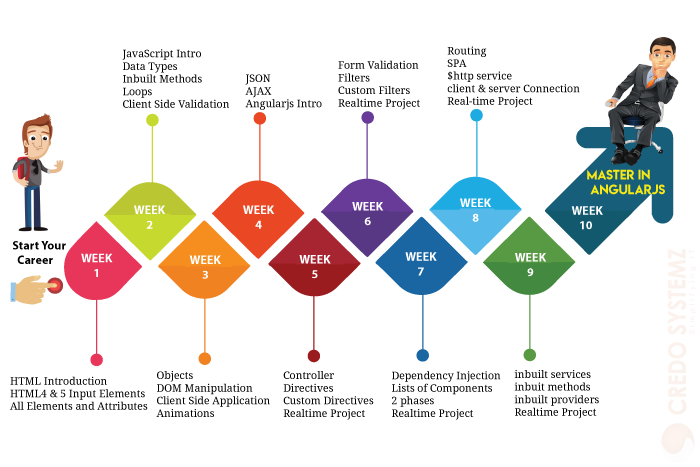 JavaScript Intro
Data Types
Inbuilt Methods
Loops
Client Side Validation
JSON
AJAX
Angularjs Intro
Form Validation
Filters
Custom Filters
Realtime Project
Routing
SPA
$http service
client & server Connection
Real-time Project
MASTER IN
ANGULARJS
Start Your
Career
WEEK
1
WEEK
2
WEEK
3
WEEK
4
WEEK
5
WEEK
6
WEEK
7
WEEK
8
WEEK
9
WEEK
10
HTML Introduction
HTML4 & 5 Input Elements
All Elements and Attributes
Objects
DOM Manipulation
Client Side Application
Animations
Controller
Directives
Custom Directives
Realtime Project
Dependency Injection
Lists of Components
2 phases
Realtime Project
inbuilt services
inbuit methods
inbuilt providers
Realtime Project
CREDO SYSTEMZ